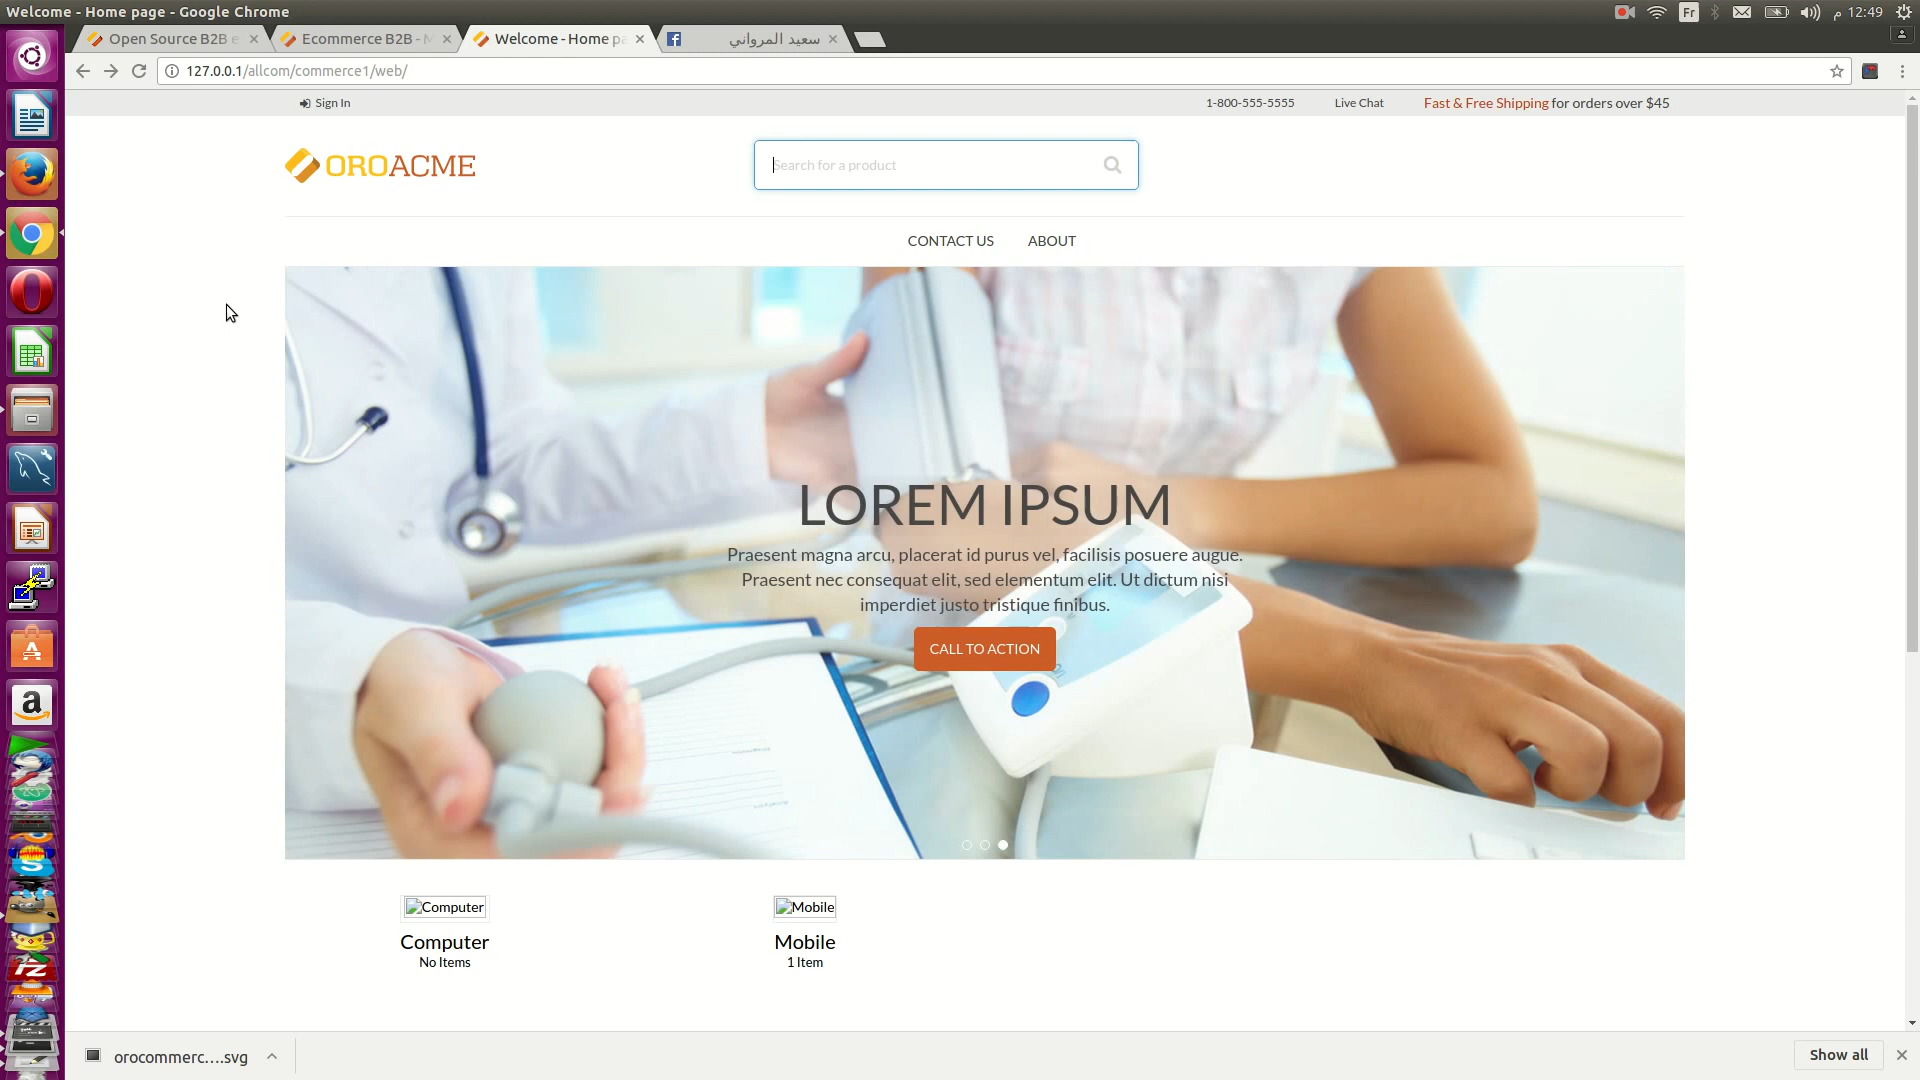 Welcome - Home page - Google Chrome
Fr
م 12:49
Open Source B2B e
Ecommerce B2B - M
Welcome - Home pa
سعيد المرواني
127.0.0.1/allcom/commerce1/web/
Sign In
1-800-555-5555
Live Chat
Fast & Free Shipping for orders over $45
OROACME
Search for a product
CONTACT US
ABOUT
LOREM IPSUM
Praesent magna arcu, placerat id purus vel, facilisis posuere augue.
Praesent nec consequat elit, sed elementum elit. Ut dictum nisi
imperdiet justo tristique finibus.
CALL TO ACTION
Computer
Mobile
Computer
Mobile
No Items
1 Item
orocommerc....svg
Show all